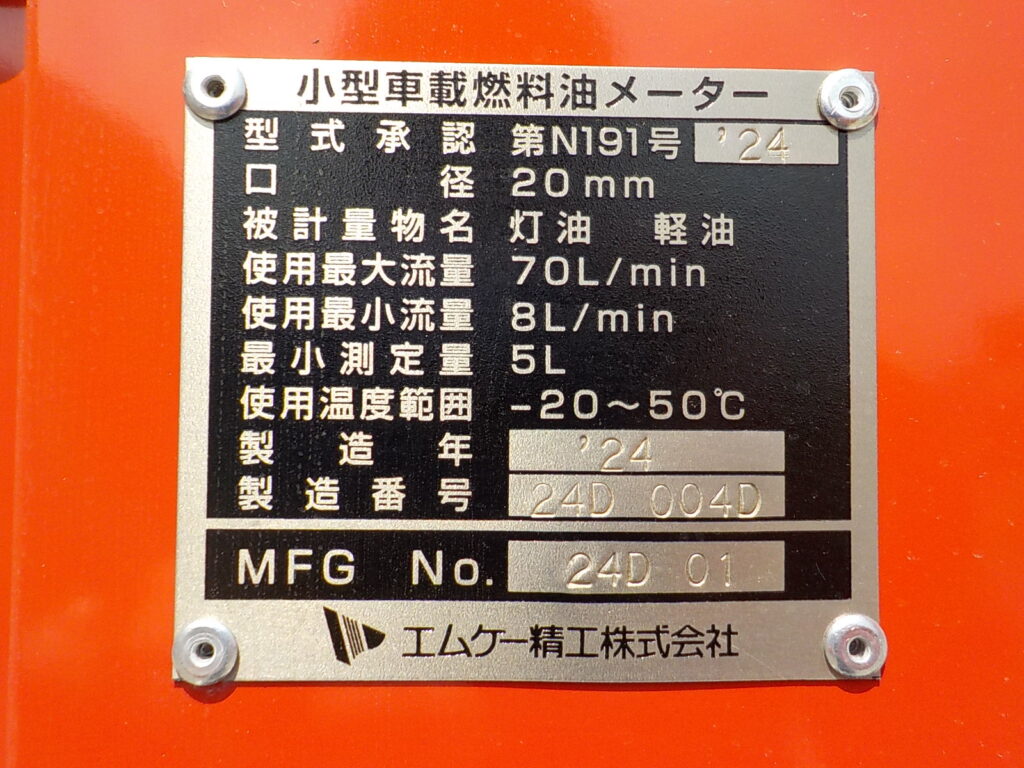 小型車載燃料油メーター
型式承認 第N191号 '24
口径 20mm
被計量物名 灯油 軽油
使用最大流量 70L/min
使用最小流量 8L/min
最小測定量 5L
使用温度範囲 -20〜50℃
製造年 '24
製造番号 24D 004D
MFG No. 24D 01
エムケー精工株式会社